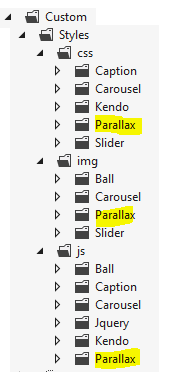 Custom
Styles
css
Caption
Carousel
Kendo
Parallax
Slider
img
Ball
Carousel
Parallax
Slider
js
Ball
Caption
Carousel
Jquery
Kendo
Parallax